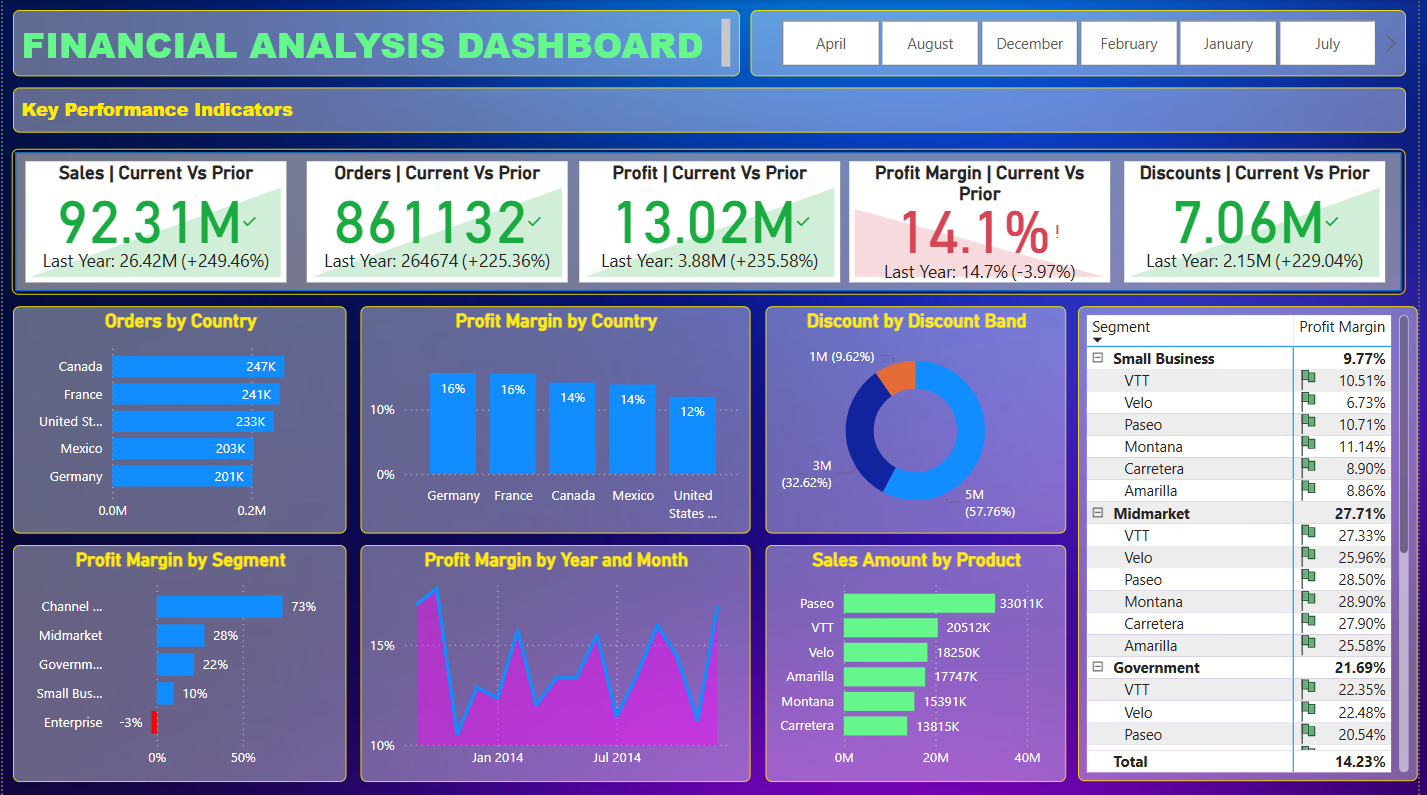 FINANCIAL ANALYSIS DASHBOARD
April August December February January July
Key Performance Indicators
Sales | Current Vs Prior
92.31M
Last Year: 26.42M (+249.46%)
Orders | Current Vs Prior
861132
Last Year: 264674 (+225.36%)
Profit | Current Vs Prior
13.02M
Last Year: 3.88M (+235.58%)
Profit Margin | Current Vs
Prior
14.1%!
Last Year: 14.7% (-3.97%)
Discounts | Current Vs Prior
7.06M
Last Year: 2.15M (+229.04%)
Orders by Country
Canada 247K
France 241K
United St... 233K
Mexico 203K
Germany 201K
0.0M 0.2M
Profit Margin by Country
10%
0%
16% 16% 14% 14% 12%
Germany France Canada Mexico United
States ...
Discount by Discount Band
1M (9.62%)
3M
(32.62%)
5M
(57.76%)
Profit Margin by Segment
Channel ... 73%
Midmarket 28%
Governm... 22%
Small Bus... 10%
Enterprise -3%
0% 50%
Profit Margin by Year and Month
15%
10%
Jan 2014 Jul 2014
Sales Amount by Product
Paseo 33011K
VTT 20512K
Velo 18250K
Amarilla 17747K
Montana 15391K
Carretera 13815K
0M 20M 40M
Segment Profit Margin
Small Business 9.77%
VTT 10.51%
Velo 6.73%
Paseo 10.71%
Montana 11.14%
Carretera 8.90%
Amarilla 8.86%
Midmarket 27.71%
VTT 27.33%
Velo 25.96%
Paseo 28.50%
Montana 28.90%
Carretera 27.90%
Amarilla 25.58%
Government 21.69%
VTT 22.35%
Velo 22.48%
Paseo 20.54%
Total 14.23%